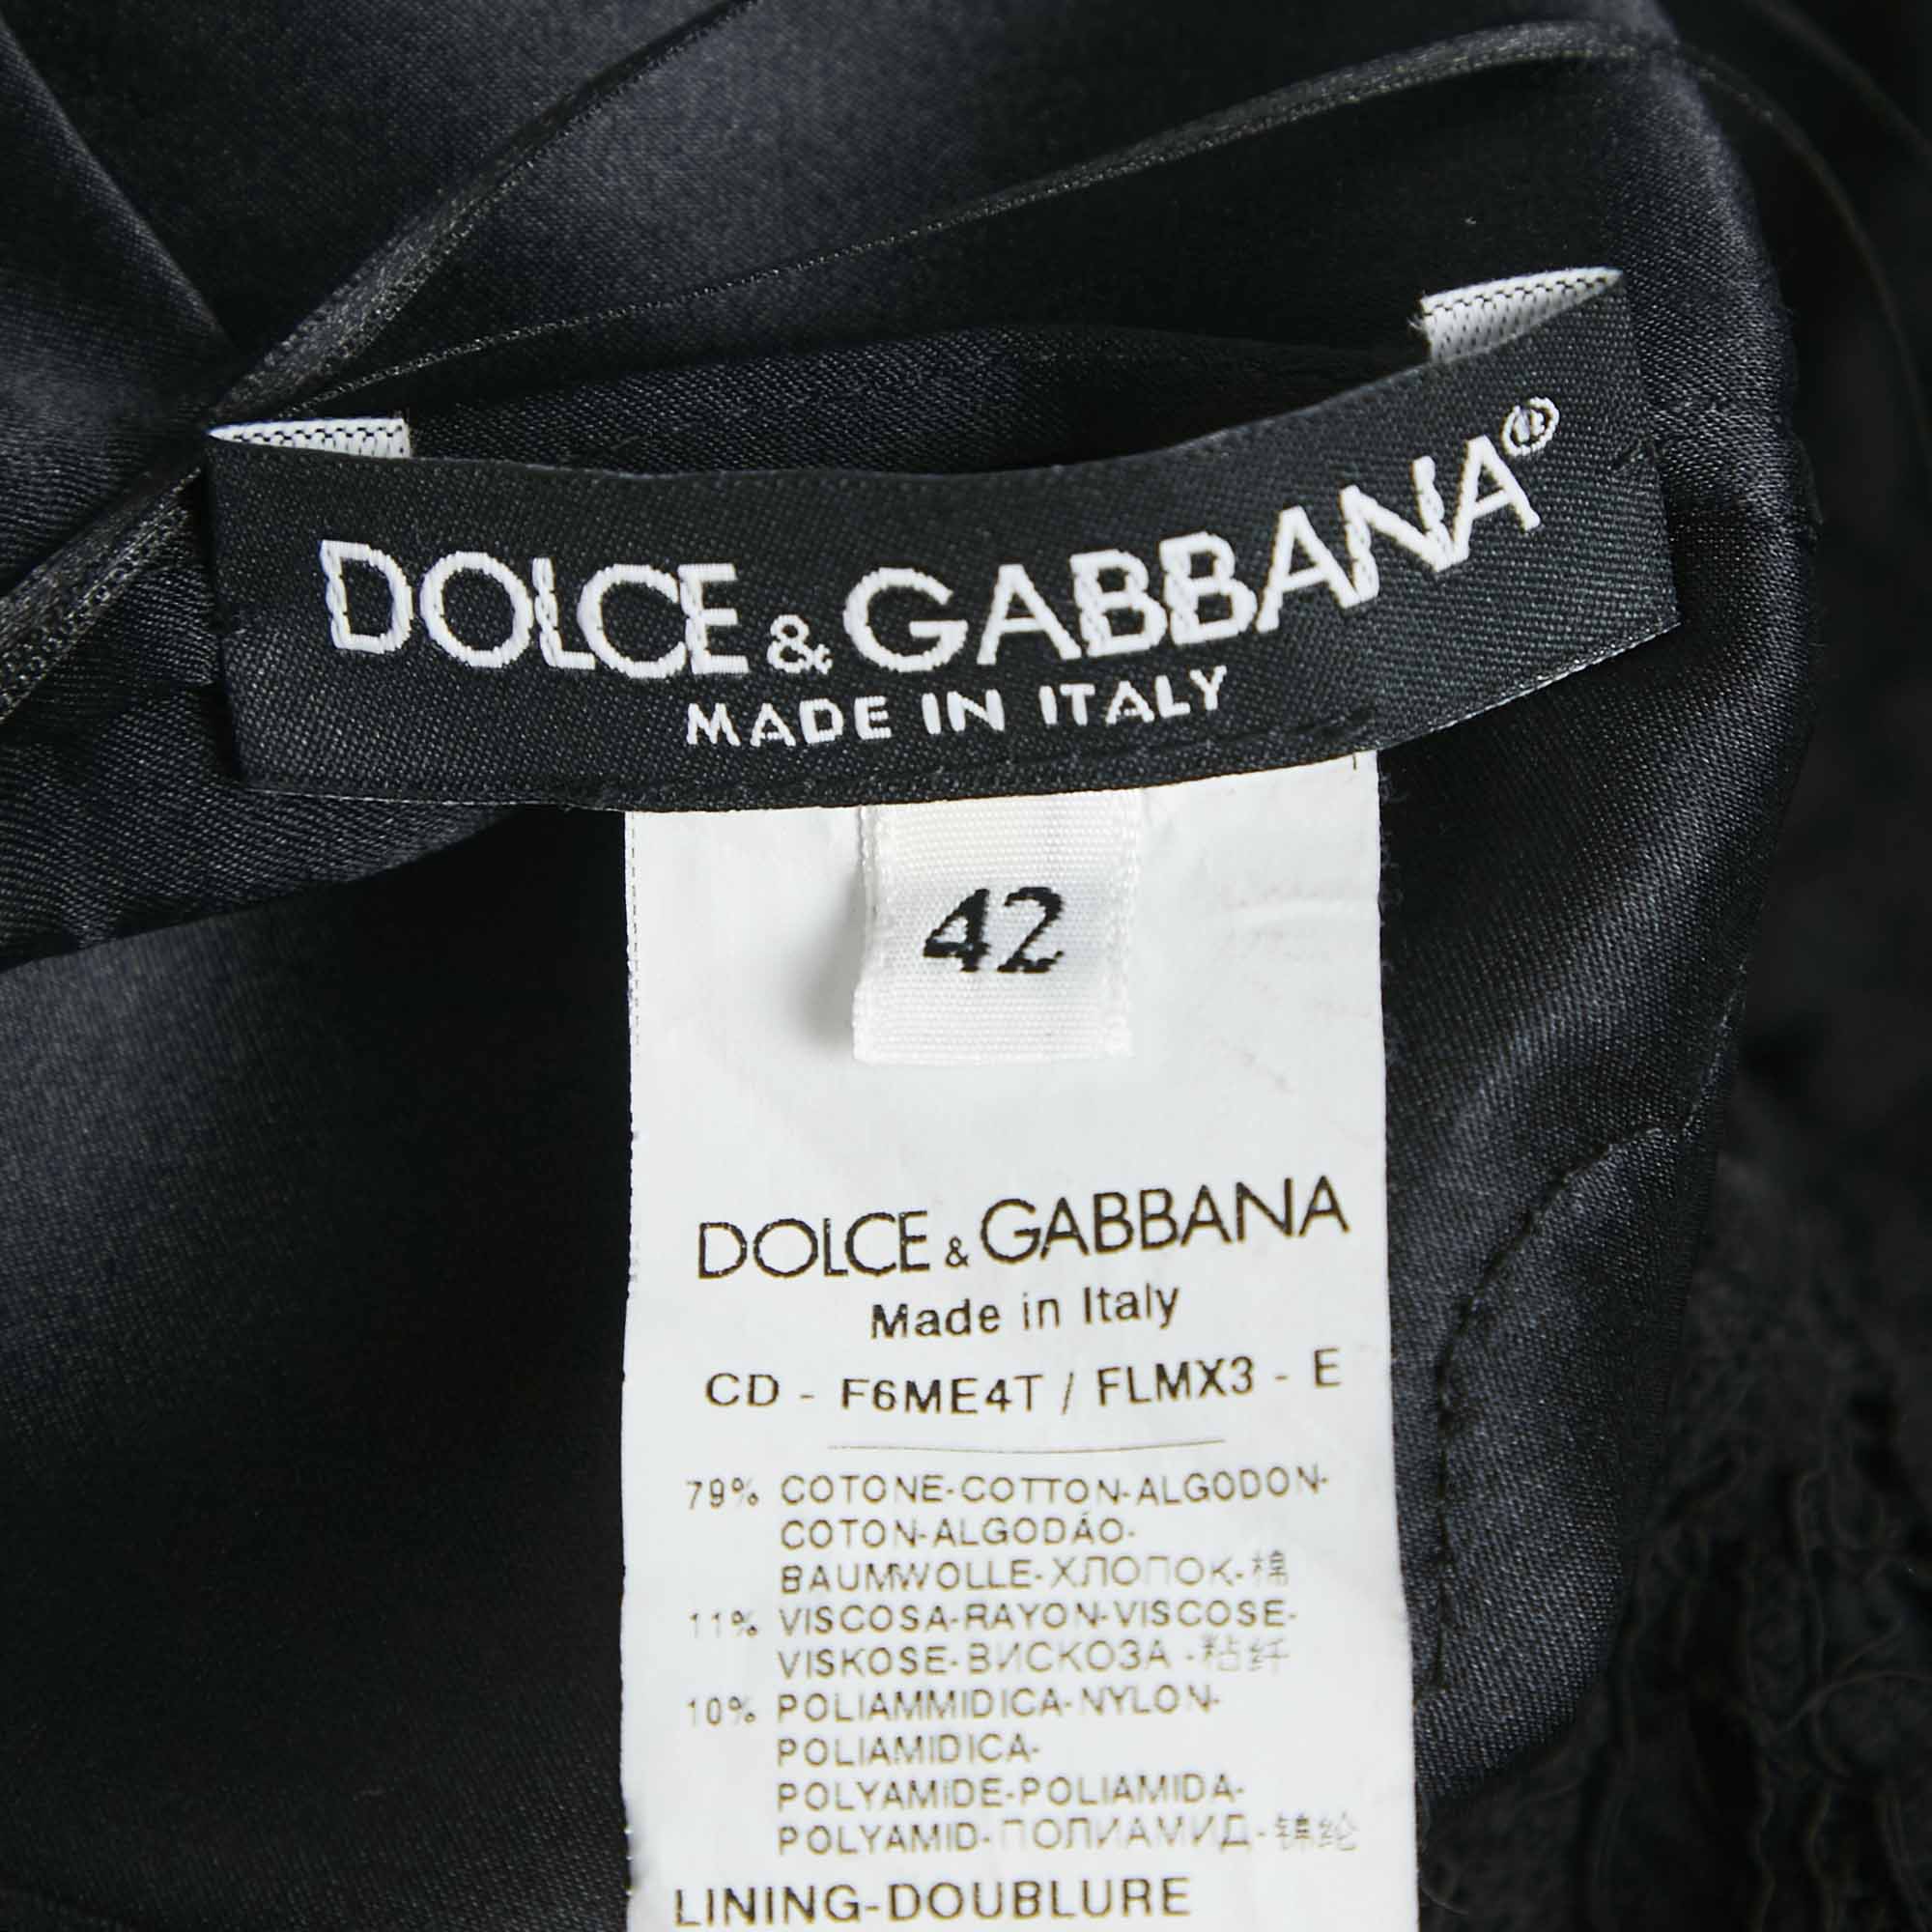 DOLCE & GABBANA®
MADE IN ITALY
42
DOLCE & GABBANA
Made in Italy
CD - F6ME4T / FLMX3 - E
79% COTONE-COTTON-ALGODON-
COTON-ALGODÃO-
BAUMWOLLE-ХЛОПОК-棉
11% VISCOSA-RAYON-VISCOSE-
VISKOSE-ВИСКОЗА -粘纤
10% POLIAMMIDICA-NYLON-
POLIAMIDICA-
POLYAMIDE-POLIAMIDA-
POLYAMID-ПОЛИАМИД-锦纶
LINING-DOUBLURE